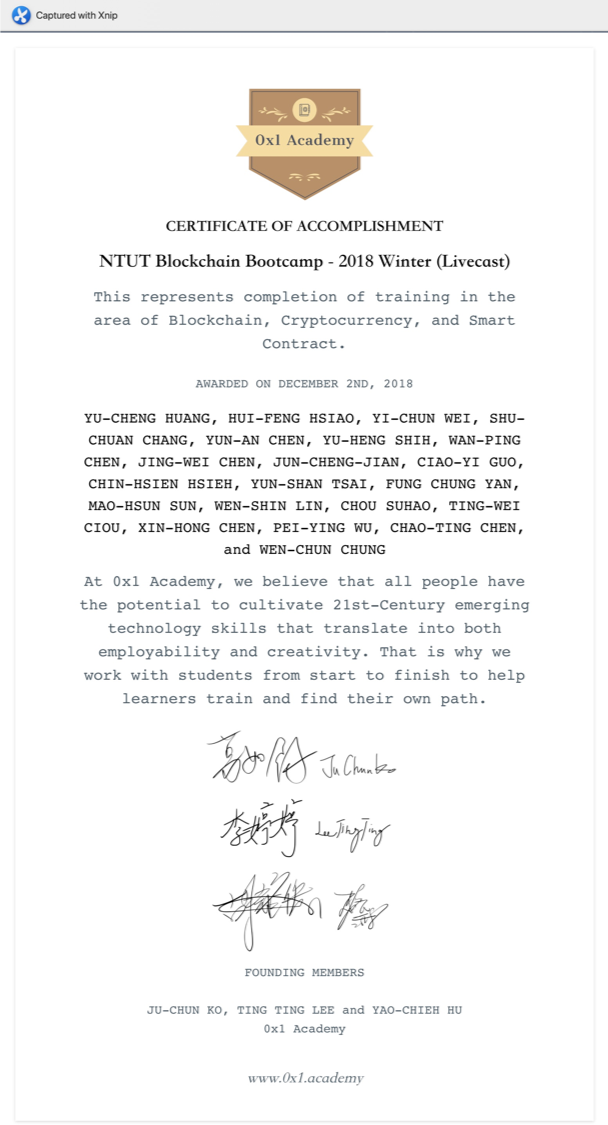 Captured with Xnip
0x1 Academy
CERTIFICATE OF ACCOMPLISHMENT
NTUT Blockchain Bootcamp - 2018 Winter (Livecast)
This represents completion of training in the
area of Blockchain, Cryptocurrency, and Smart
Contract.
AWARDED ON DECEMBER 2ND, 2018
YU-CHENG HUANG, HUI-FENG HSIAO, YI-CHUN WEI, SHU-
CHUAN CHANG, YUN-AN CHEN, YU-HENG SHIH, WAN-PING
CHEN, JING-WEI CHEN, JUN-CHENG-JIAN, CIAO-YI GUO,
CHIN-HSIEN HSIEH, YUN-SHAN TSAI, FUNG CHUNG YAN,
MAO-HSUN SUN, WEN-SHIN LIN, CHOU SUHAO, TING-WEI
CIOU, XIN-HONG CHEN, PEI-YING WU, CHAO-TING CHEN,
and WEN-CHUN CHUNG
At 0x1 Academy, we believe that all people have
the potential to cultivate 21st-Century emerging
technology skills that translate into both
employability and creativity. That is why we
work with students from start to finish to help
learners train and find their own path.
Ju Chun Ko
李婷婷 Lee Ting Ting
FOUNDING MEMBERS
JU-CHUN KO, TING TING LEE and YAO-CHIEH HU
0x1 Academy
www.0x1.academy